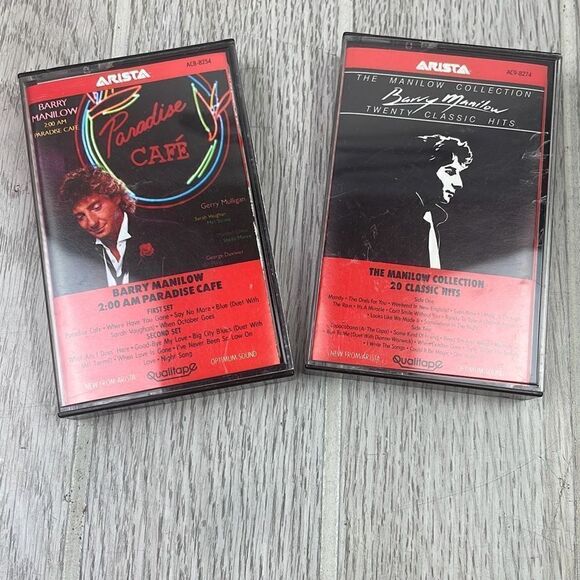 ARISTA
AC8-8254
BARRY
MANILOW
2:00 AM
PARADISE CAFE
Paradise
CAFÉ
Gerry Mulligan
Sarah Vaughan
Mel Torme
Shelly Manne
George Duvivier
BARRY MANILOW
2:00 AM PARADISE CAFE
FIRST SET
Paradise Cafe • Where Have You Gone • Say No More • Blue (Duet With
Sarah Vaughan) • When October Goes
SECOND SET
What Am I Doin' Here • Good-Bye My Love • Big City Blues (Duet With
When Love Is Gone • I've Never Been So Low On
Love • Night Song
NEW FROM ARISTA
Qualitape
OPTIMUM SOUND
ARISTA
AC9-8274
THE MANILOW COLLECTION
Barry Manilow
TWENTY CLASSIC HITS
THE MANILOW COLLECTION
20 CLASSIC HITS
Side One
Mandy • The Old Songs • Weekend In New England •
The Rain • It's A Miracle • Can't Smile Without You •
Looks Like We Made It •
Side Two
Copacabana (At The Copa) • Some Kind Of
Run To Me (Duet With Dionne Warwick) •
I Write The Songs •
NEW FROM ARISTA
Qualitape
OPTIMUM SOUND